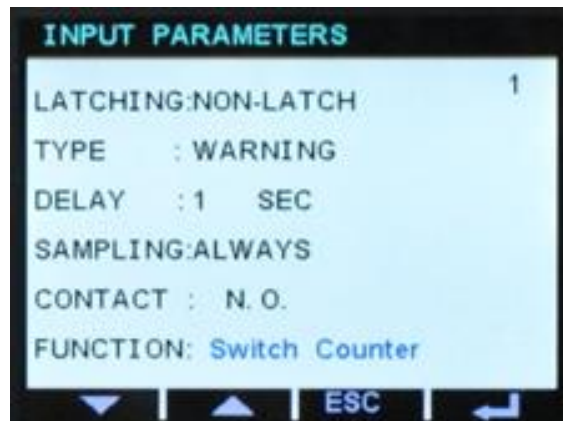 INPUT PARAMETERS
1
LATCHING:NON-LATCH
TYPE : WARNING
DELAY :1 SEC
SAMPLING:ALWAYS
CONTACT : N.O.
FUNCTION: Switch Counter
ESC